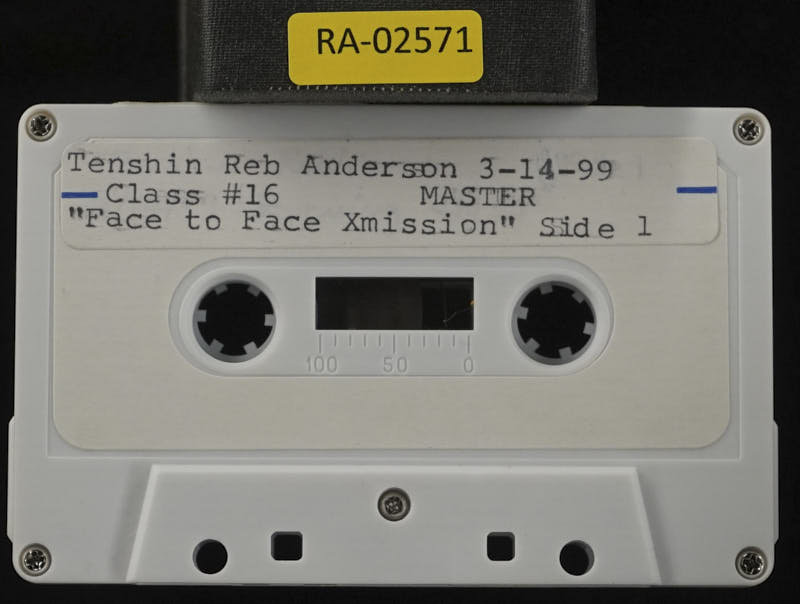 RA-02571
Tenshin Reb Anderson 3-14-99
Class #16 MASTER
"Face to Face Xmission" Side 1
100 50 0